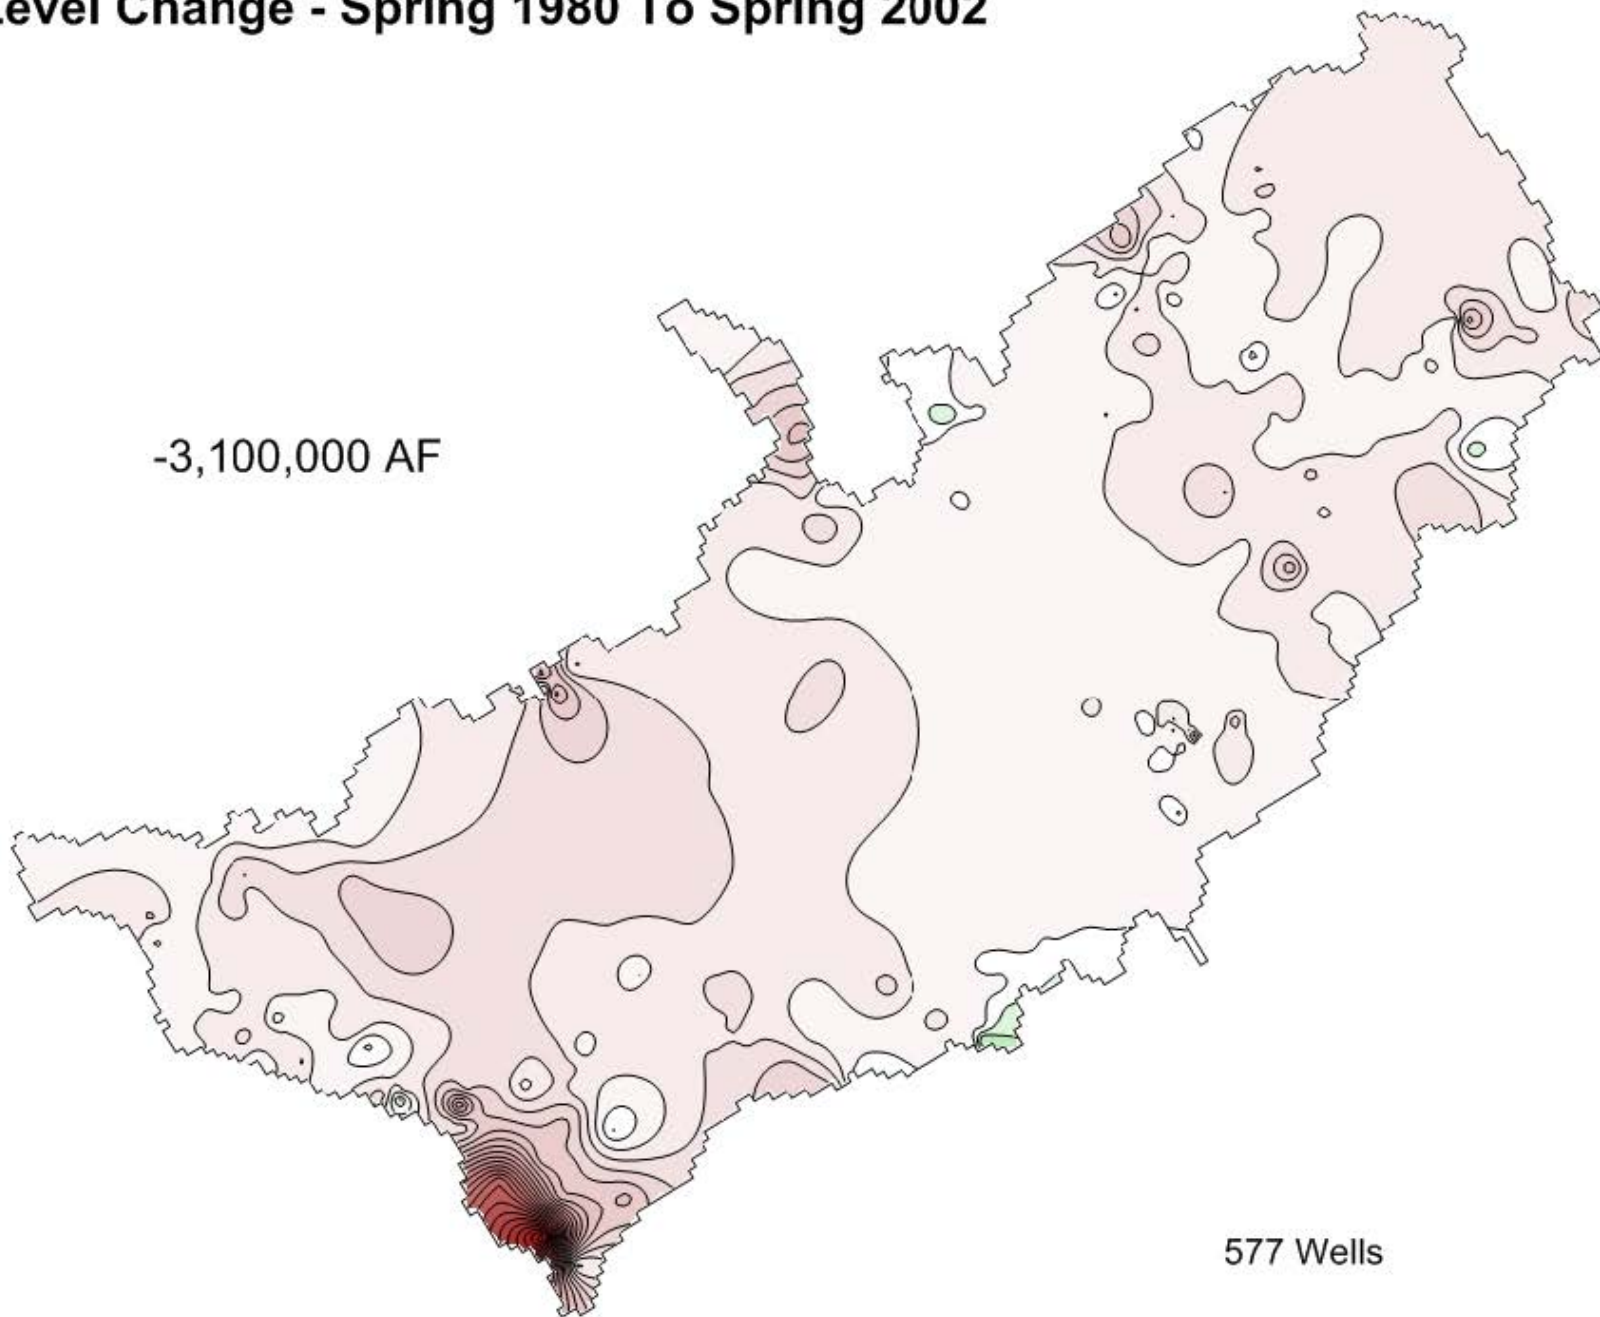 Level Change - Spring 1980 To Spring 2002
-3,100,000 AF
577 Wells